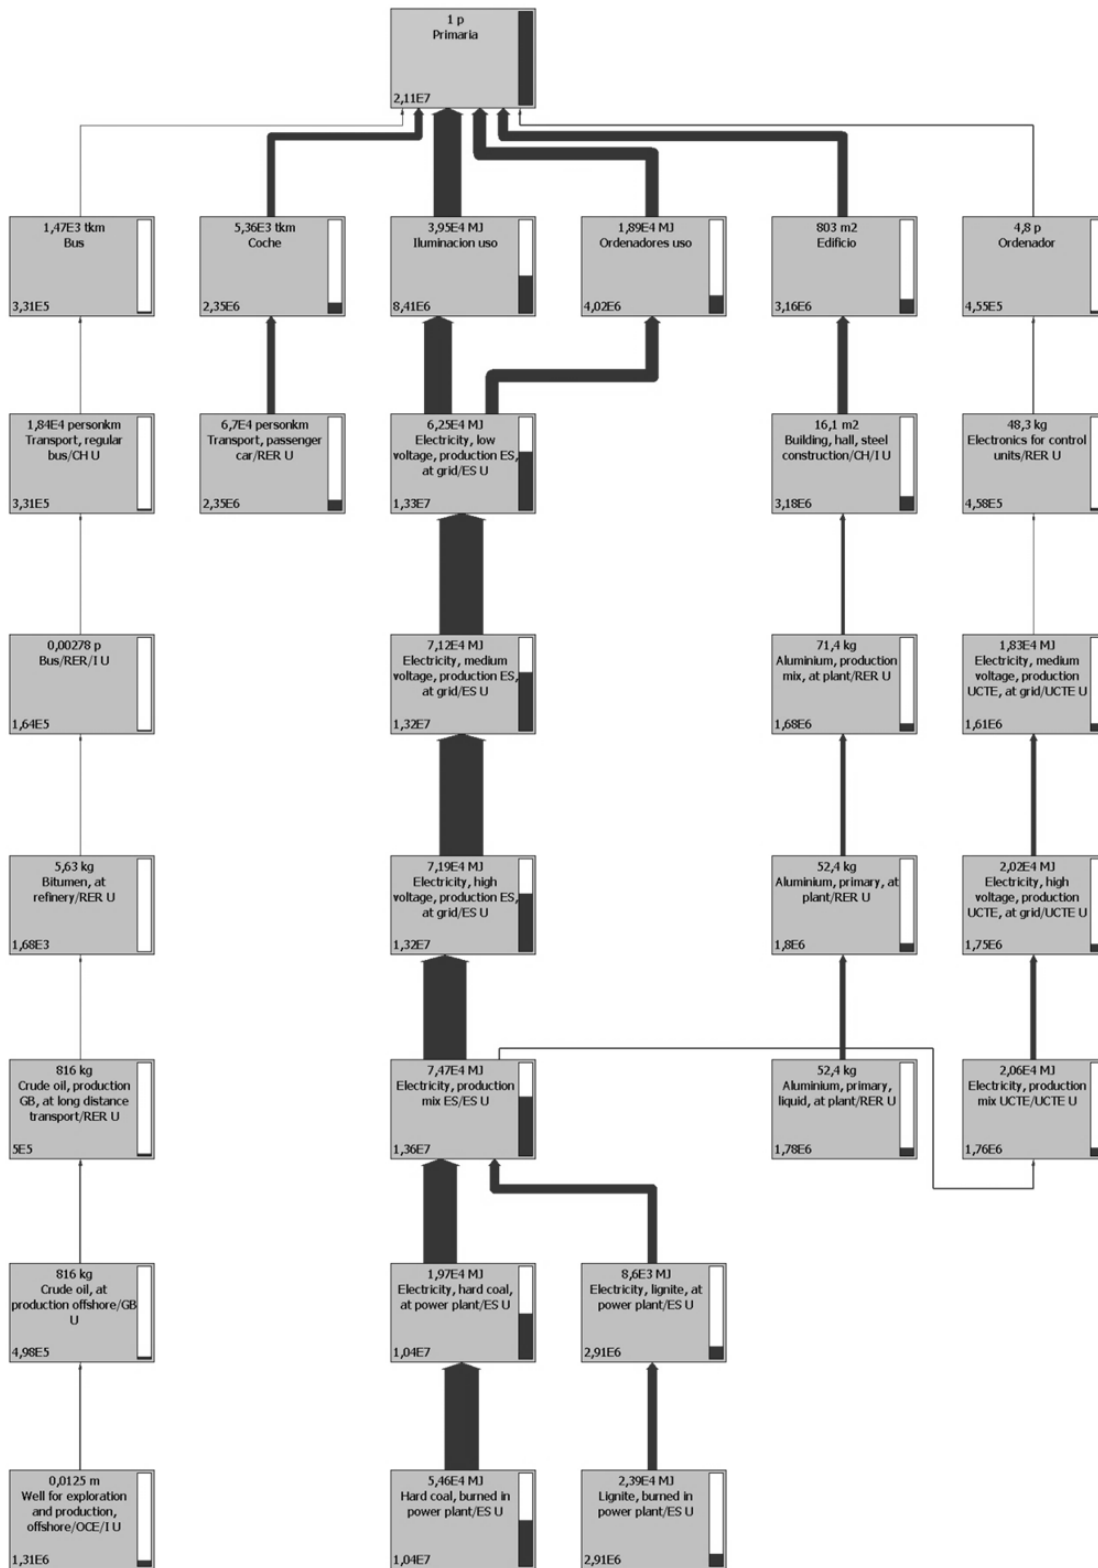 1 p
Primaria
2,11E7
1,47E3 tkm
Bus
3,31E5
5,36E3 tkm
Coche
2,35E6
3,95E4 MJ
Iluminacion uso
8,41E6
1,89E4 MJ
Ordenadores uso
4,02E6
803 m2
Edificio
3,16E6
4,8 p
Ordenador
4,55E5
1,84E4 personkm
Transport, regular
bus/CH U
3,31E5
6,7E4 personkm
Transport, passenger
car/RER U
2,35E6
6,25E4 MJ
Electricity, low
voltage, production ES,
at grid/ES U
1,33E7
16,1 m2
Building, hall, steel
construction/CH/I U
3,18E6
48,3 kg
Electronics for control
units/RER U
4,58E5
0,00278 p
Bus/RER/I U
1,64E5
7,12E4 MJ
Electricity, medium
voltage, production ES,
at grid/ES U
1,32E7
71,4 kg
Aluminium, production
mix, at plant/RER U
1,68E6
1,83E4 MJ
Electricity, medium
voltage, production
UCTE, at grid/UCTE U
1,61E6
5,63 kg
Bitumen, at
refinery/RER U
1,68E3
7,19E4 MJ
Electricity, high
voltage, production ES,
at grid/ES U
1,32E7
52,4 kg
Aluminium, primary, at
plant/RER U
1,8E6
2,02E4 MJ
Electricity, high
voltage, production
UCTE, at grid/UCTE U
1,75E6
816 kg
Crude oil, production
GB, at long distance
transport/RER U
5E5
7,47E4 MJ
Electricity, production
mix ES/ES U
1,36E7
52,4 kg
Aluminium, primary,
liquid, at plant/RER U
1,78E6
2,06E4 MJ
Electricity, production
mix UCTE/UCTE U
1,76E6
816 kg
Crude oil, at
production offshore/GB
U
4,98E5
1,97E4 MJ
Electricity, hard coal,
at power plant/ES U
1,04E7
8,6E3 MJ
Electricity, lignite, at
power plant/ES U
2,91E6
0,0125 m
Well for exploration
and production,
offshore/OCE/I U
1,31E6
5,46E4 MJ
Hard coal, burned in
power plant/ES U
1,04E7
2,39E4 MJ
Lignite, burned in
power plant/ES U
2,91E6